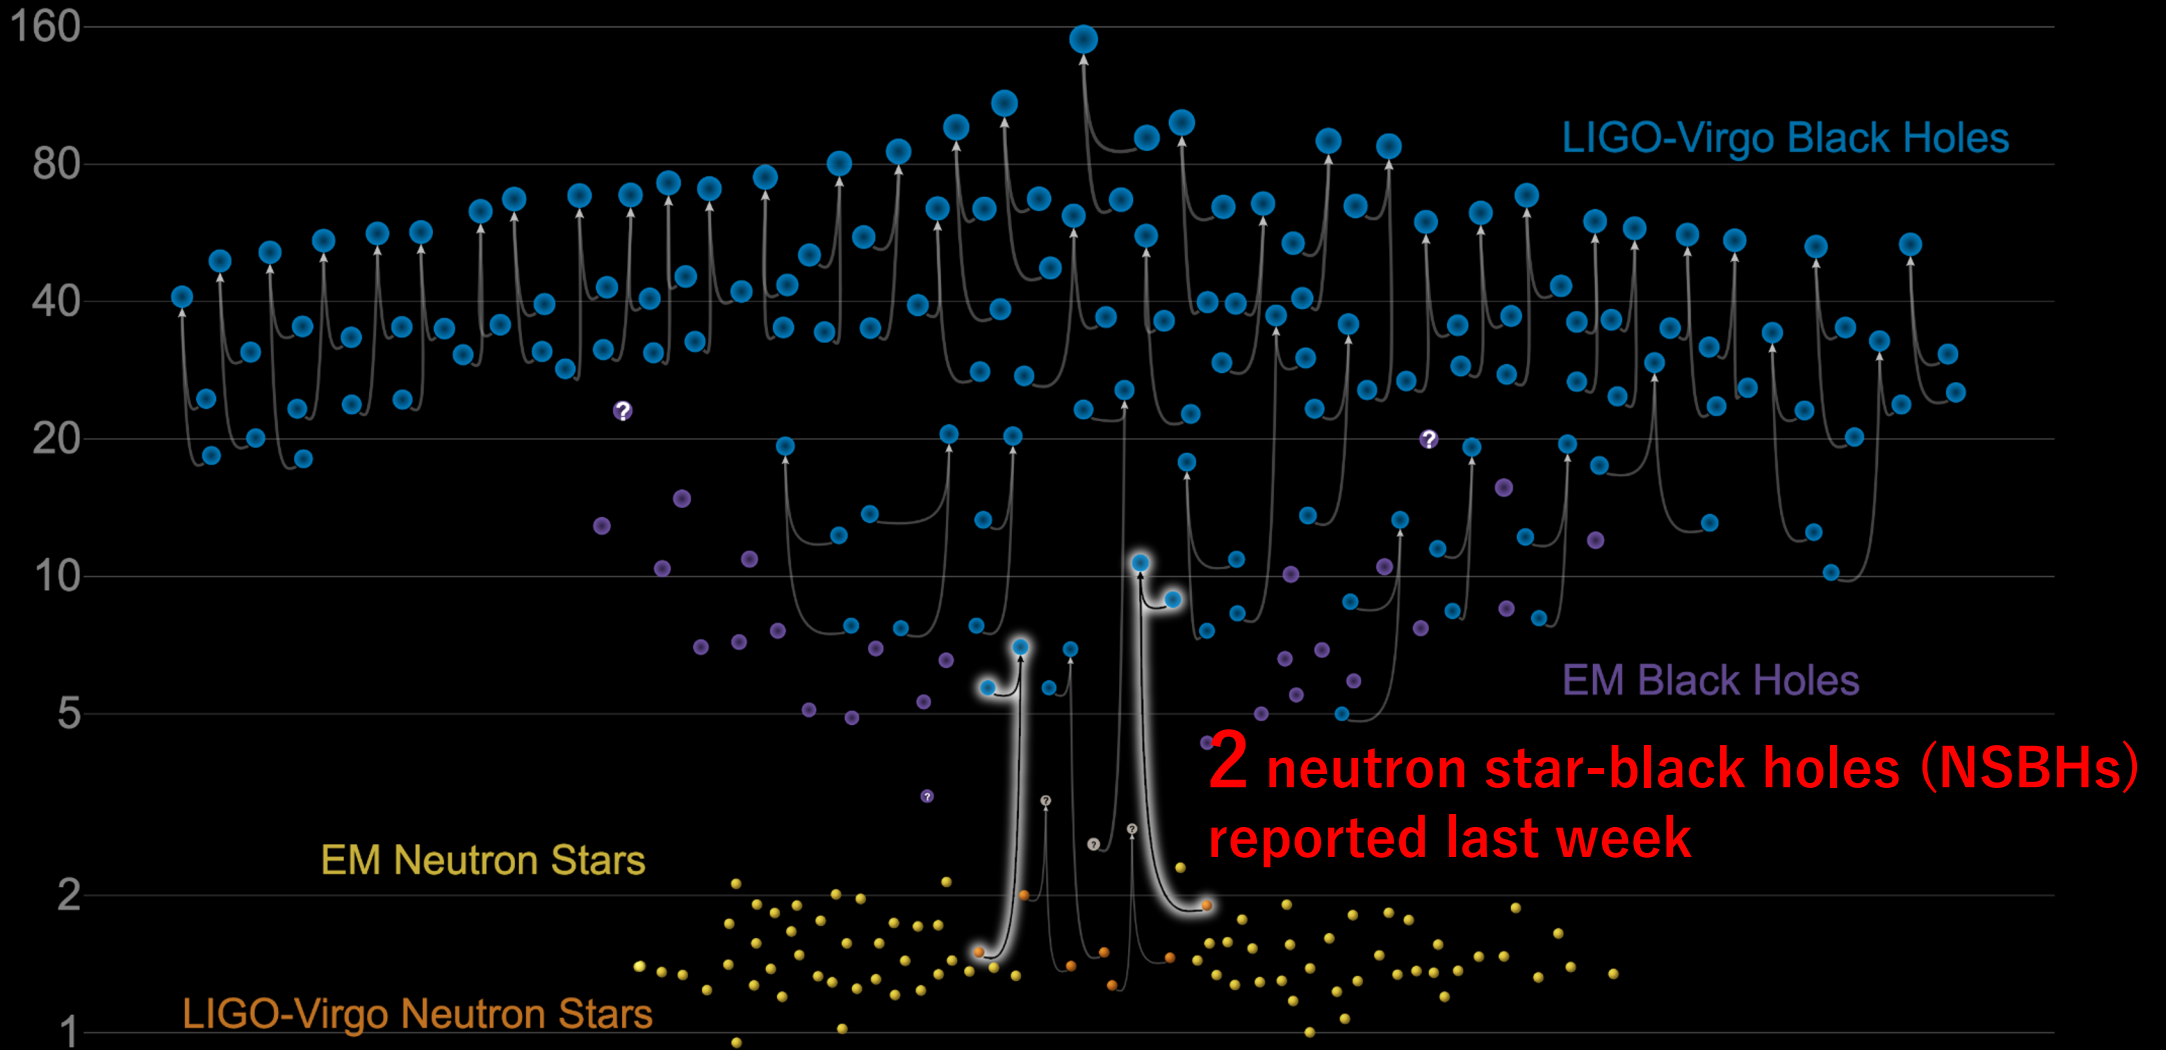 160
LIGO-Virgo Black Holes
80
40
?
20
?
10
EM Black Holes
5
2 neutron star-black holes (NSBHs)
?
?
?
reported last week
?
EM Neutron Stars
2
LIGO-Virgo Neutron Stars
1